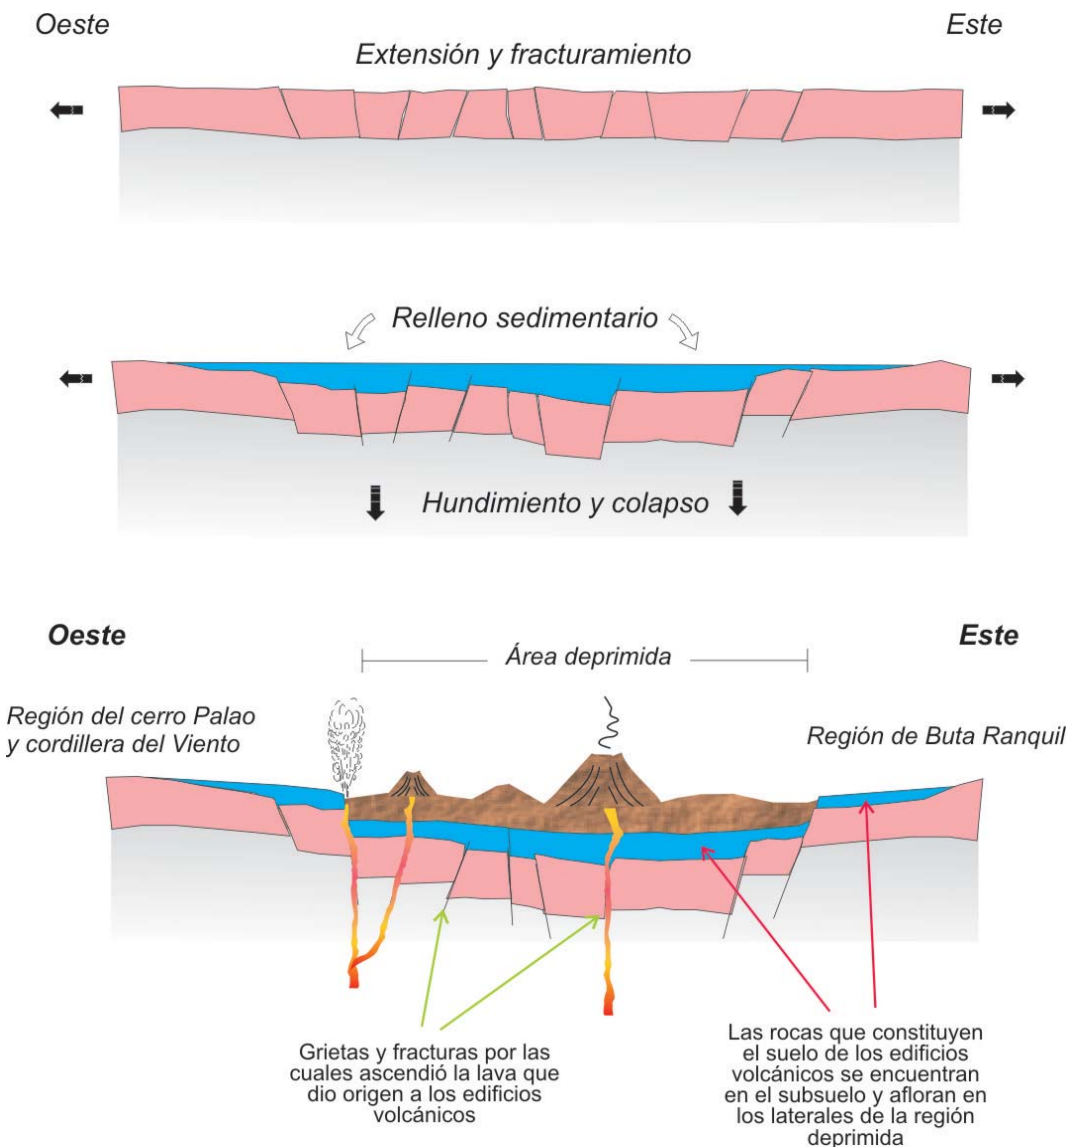 Oeste
Este
Extensión y fracturamiento
Relleno sedimentario
Hundimiento y colapso
Oeste
Este
Área deprimida
Región del cerro Palao
y cordillera del Viento
Región de Buta Ranquil
Grietas y fracturas por las
cuales ascendió la lava que
dio origen a los edificios
volcánicos
Las rocas que constituyen
el suelo de los edificios
volcánicos se encuentran
en el subsuelo y afloran en
los laterales de la región
deprimida